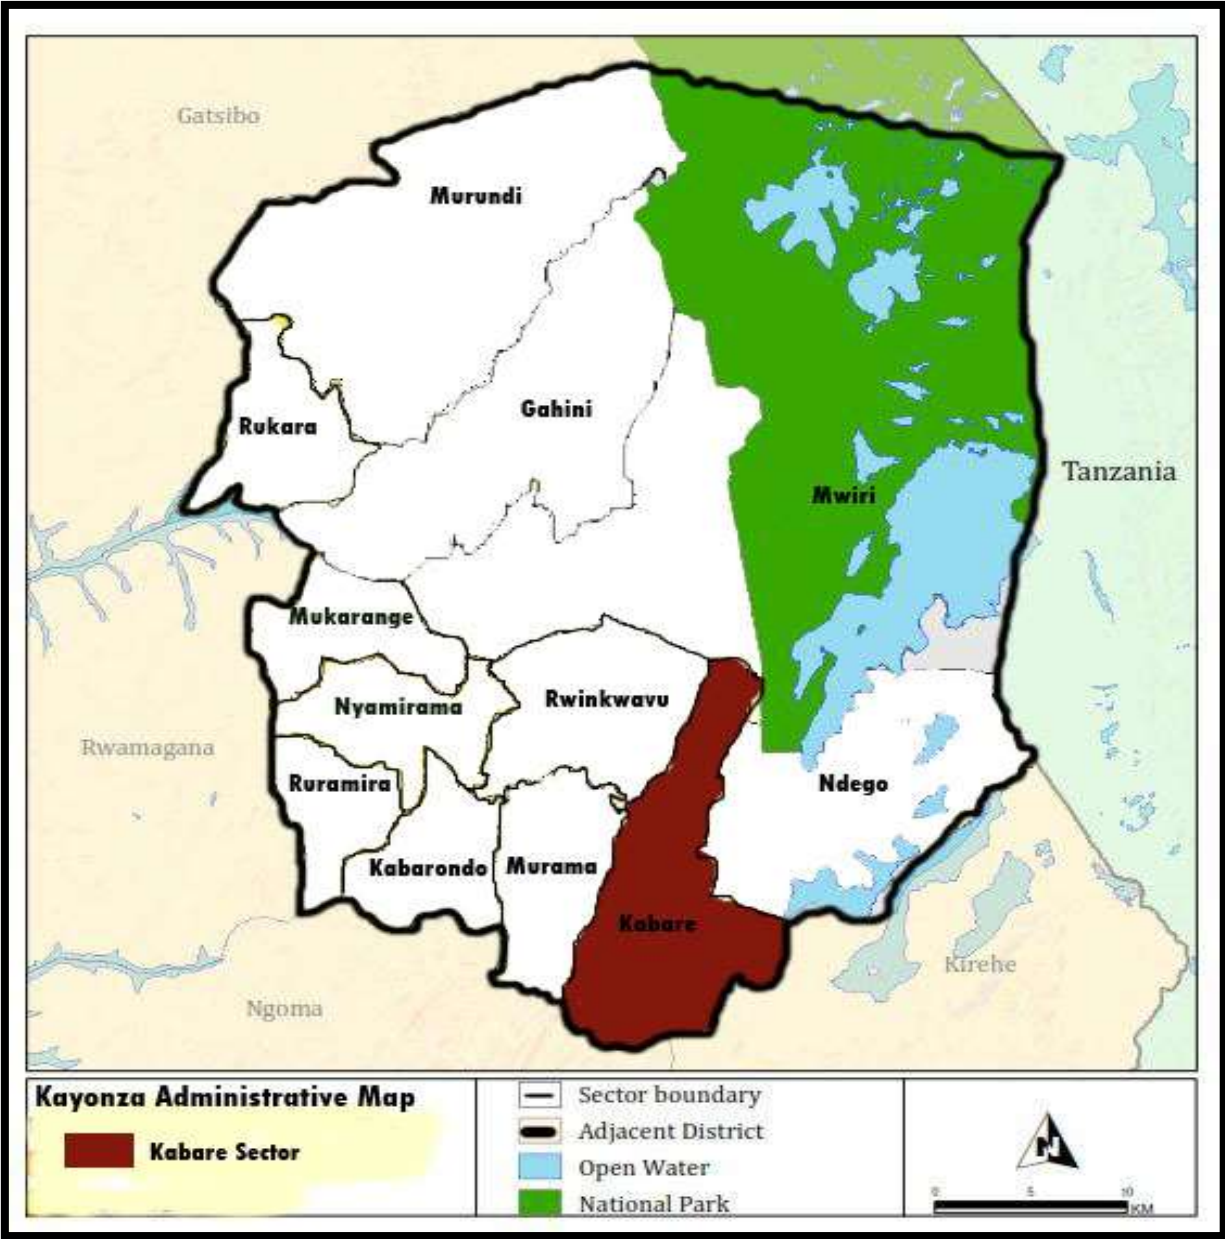 Gatsibo
Murundi
Gahini
Rukara
Tanzania
Mwiri
Mukarange
Rwinkwavu
Nyamirama
Rwamagana
Ruramira
Ndego
Kabarondo
Murama
Kabare
Kirehe
Ngoma
Kayonza Administrative Map
Kabare Sector
Sector boundary
Adjacent District
Open Water
National Park
N
0 5 10
KM